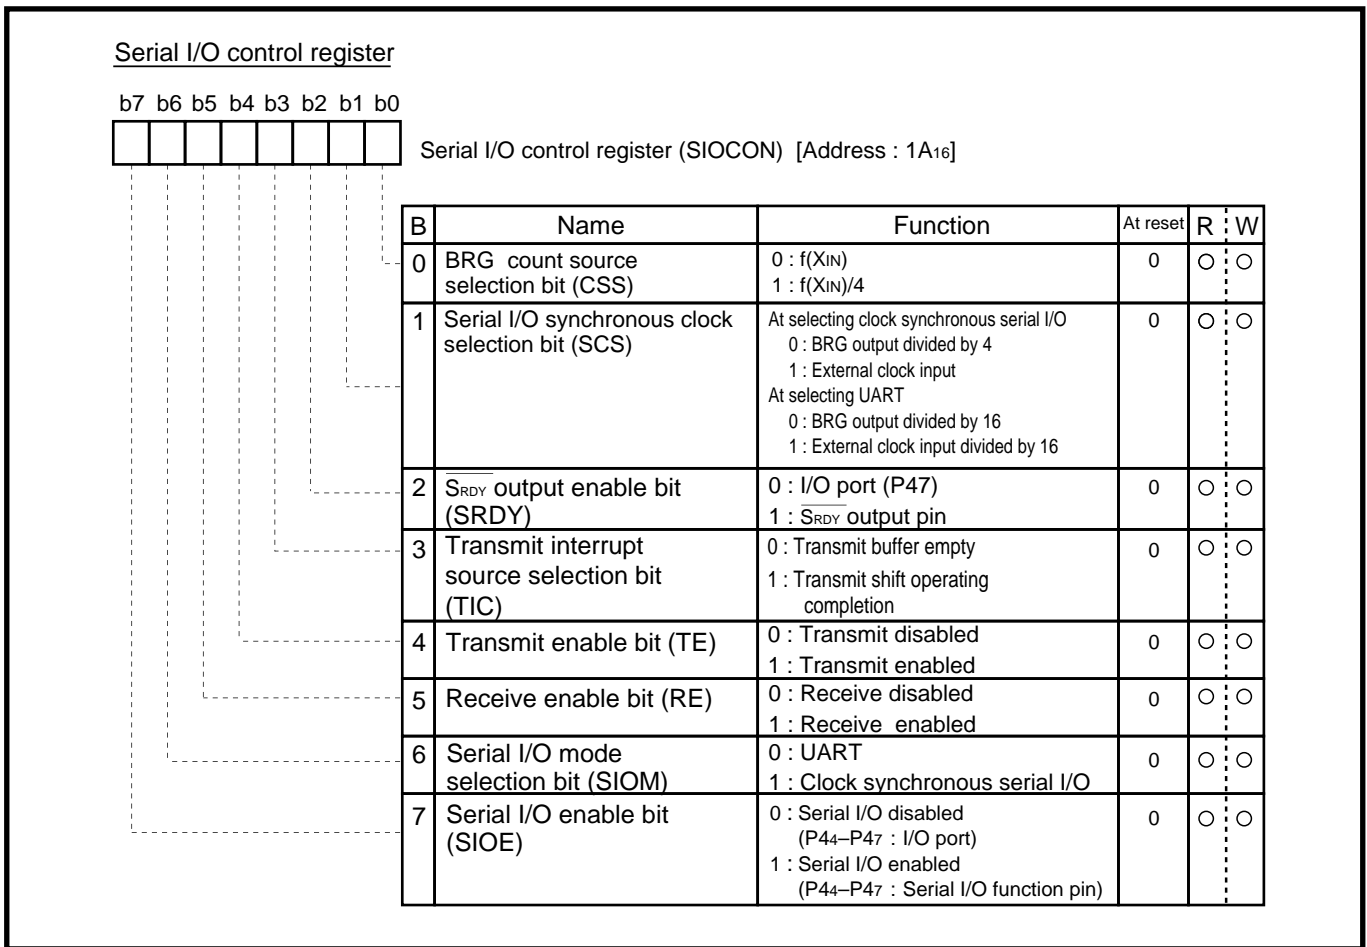 Serial I/O control register
b7 b6 b5 b4 b3 b2 b1 b0
Serial I/O control register (SIOCON) [Address : 1A16]
B Name Function At reset R W
0 BRG count source selection bit (CSS)
0 : f(XIN)
1 : f(XIN)/4
0
1 Serial I/O synchronous clock selection bit (SCS)
At selecting clock synchronous serial I/O
0 : BRG output divided by 4
1 : External clock input
At selecting UART
0 : BRG output divided by 16
1 : External clock input divided by 16
0
2 SRDY output enable bit (SRDY)
0 : I/O port (P47)
1 : SRDY output pin
0
3 Transmit interrupt source selection bit (TIC)
0 : Transmit buffer empty
1 : Transmit shift operating completion
0
4 Transmit enable bit (TE)
0 : Transmit disabled
1 : Transmit enabled
0
5 Receive enable bit (RE)
0 : Receive disabled
1 : Receive enabled
0
6 Serial I/O mode selection bit (SIOM)
0 : UART
1 : Clock synchronous serial I/O
0
7 Serial I/O enable bit (SIOE)
0 : Serial I/O disabled
(P44–P47 : I/O port)
1 : Serial I/O enabled
(P44–P47 : Serial I/O function pin)
0